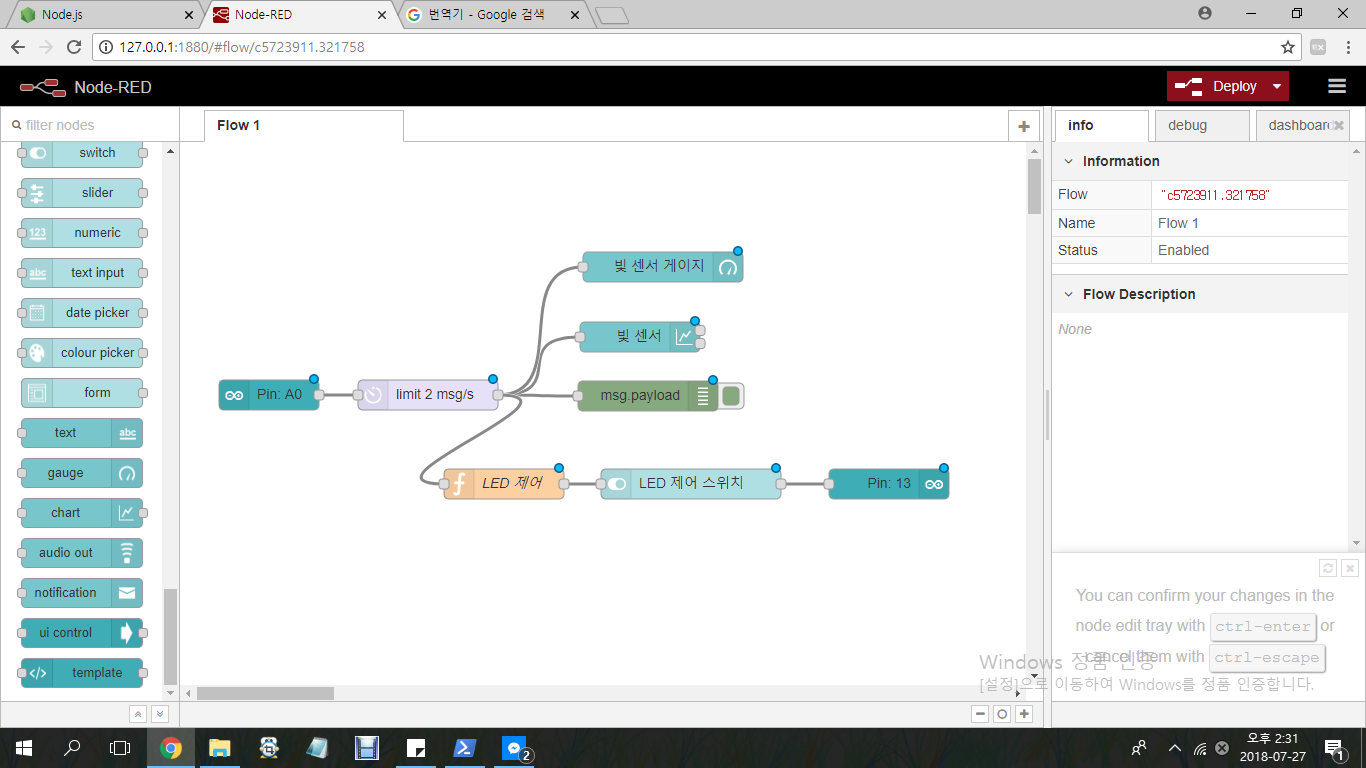 Node.js
Node-RED
번역기 - Google 검색
127.0.0.1:1880/#flow/c5723911.321758
EX
Node-RED
Deploy
filter nodes
switch
slider
123 numeric
abc text input
date picker
colour picker
form
text abc
gauge
chart
audio out
notification
ui control
</> template
Flow 1
빛 센서 게이지
빛 센서
Pin: A0
limit 2 msg/s
msg.payload
f LED 제어
LED 제어 스위치
Pin: 13
info
debug
dashboard
Information
Flow "c5723911.321758"
Name Flow 1
Status Enabled
Flow Description
None
You can confirm your changes in the
node edit tray with ctrl-enter or
cancel them with ctrl-escape
Windows 정품 인증
[설정]으로 이동하여 Windows를 정품 인증합니다.
2
오후 2:31
2018-07-27
1